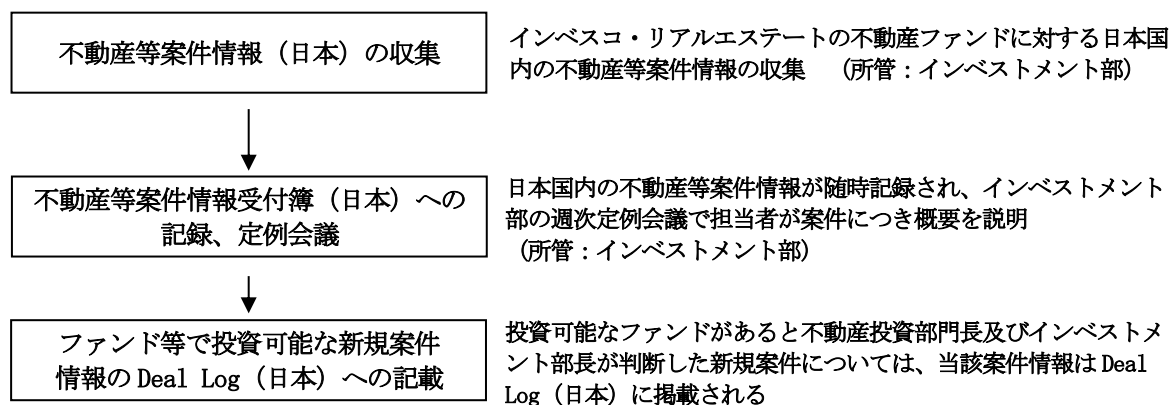 不動産等案件情報（日本）の収集
インベスコ・リアルエステートの不動産ファンドに対する日本国
内の不動産等案件情報の収集　（所管：インベストメント部）
不動産等案件情報受付簿（日本）への
記録、定例会議
日本国内の不動産等案件情報が随時記録され、インベストメント
部の週次定例会議で担当者が案件につき概要を説明
（所管：インベストメント部）
ファンド等で投資可能な新規案件
情報の Deal Log（日本）への記載
投資可能なファンドがあると不動産投資部門長及びインベストメ
ント部長が判断した新規案件については、当該案件情報は Deal
Log（日本）に掲載される